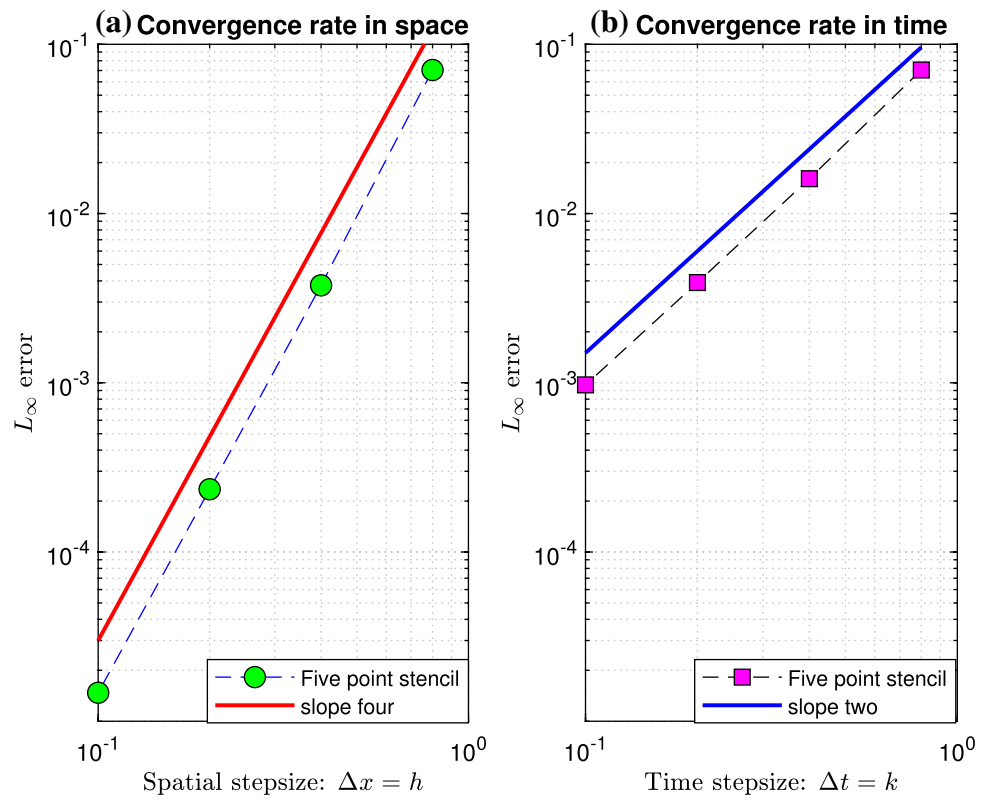 (a) Convergence rate in space
10^-1
10^-2
10^-3
10^-4
L∞ error
10^-1
10^0
Spatial stepsize: Δx = h
Five point stencil
slope four
(b) Convergence rate in time
10^-1
10^-2
10^-3
10^-4
L∞ error
10^-1
10^0
Time stepsize: Δt = k
Five point stencil
slope two